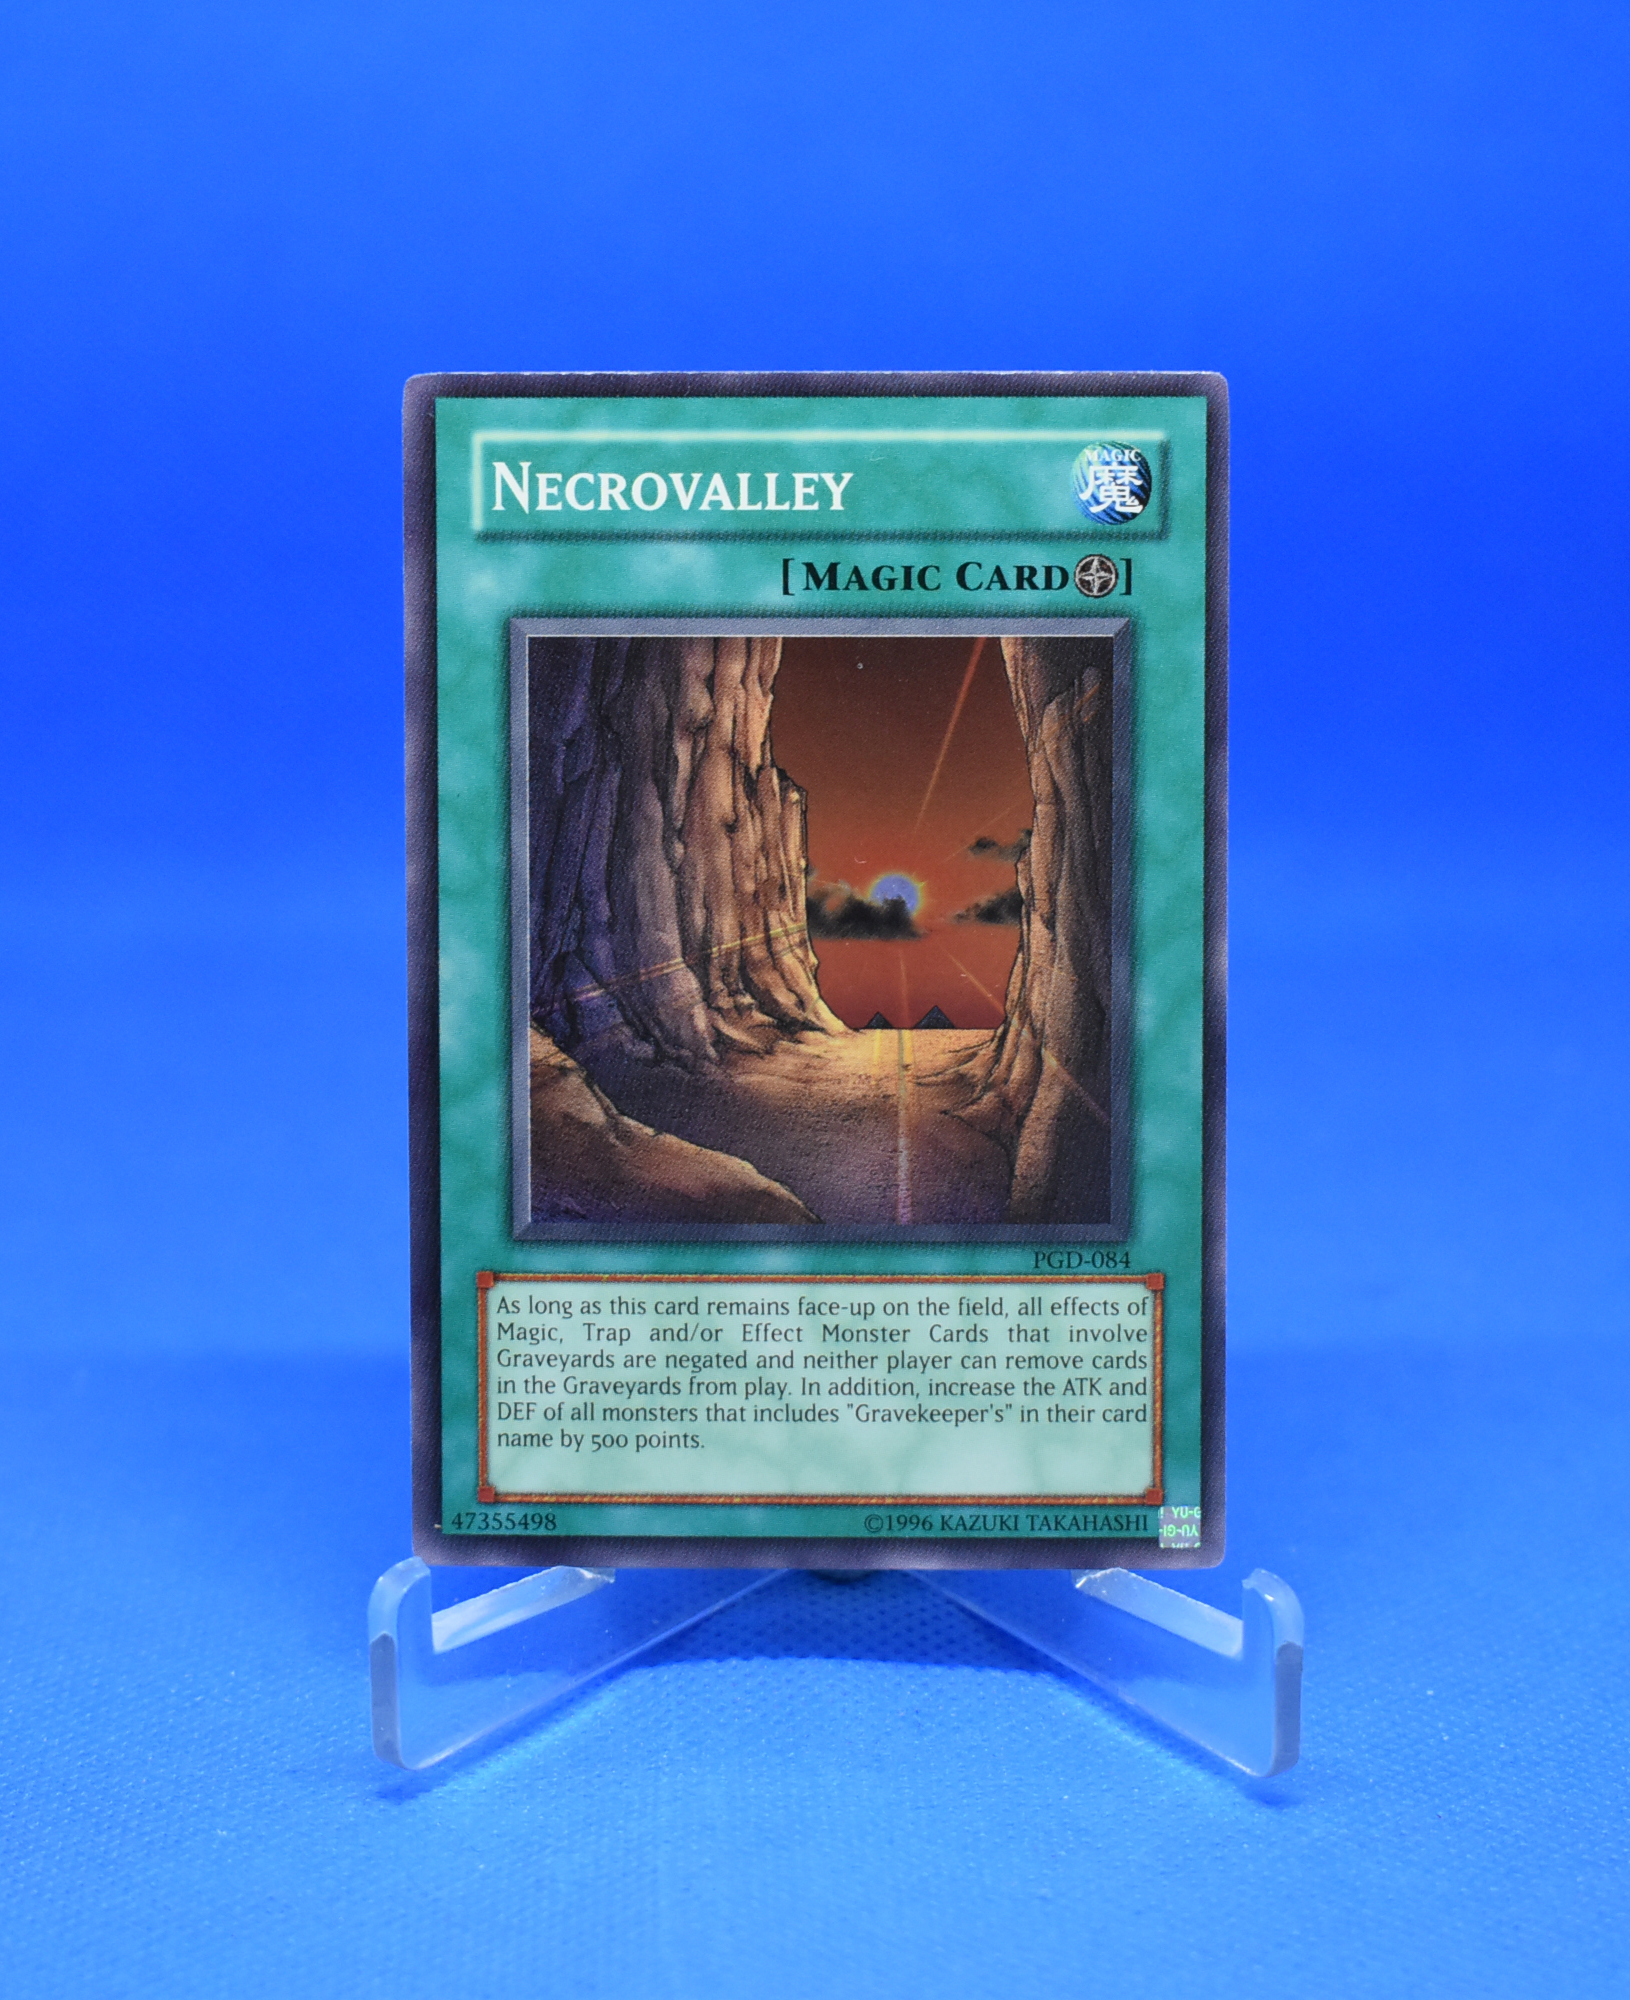 NECROVALLEY
MAGIC
魔
[MAGIC CARD]
PGD-084
As long as this card remains face-up on the field, all effects of
Magic, Trap and/or Effect Monster Cards that involve
Graveyards are negated and neither player can remove cards
in the Graveyards from play. In addition, increase the ATK and
DEF of all monsters that includes "Gravekeeper's" in their card
name by 500 points.
47355498
©1996 KAZUKI TAKAHASHI